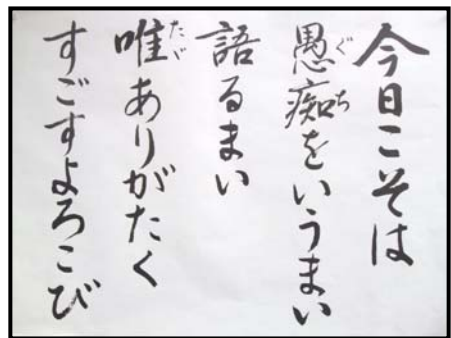 今日こそは
愚痴をいうまい
語るまい
唯ありがたく
すごすよろこび